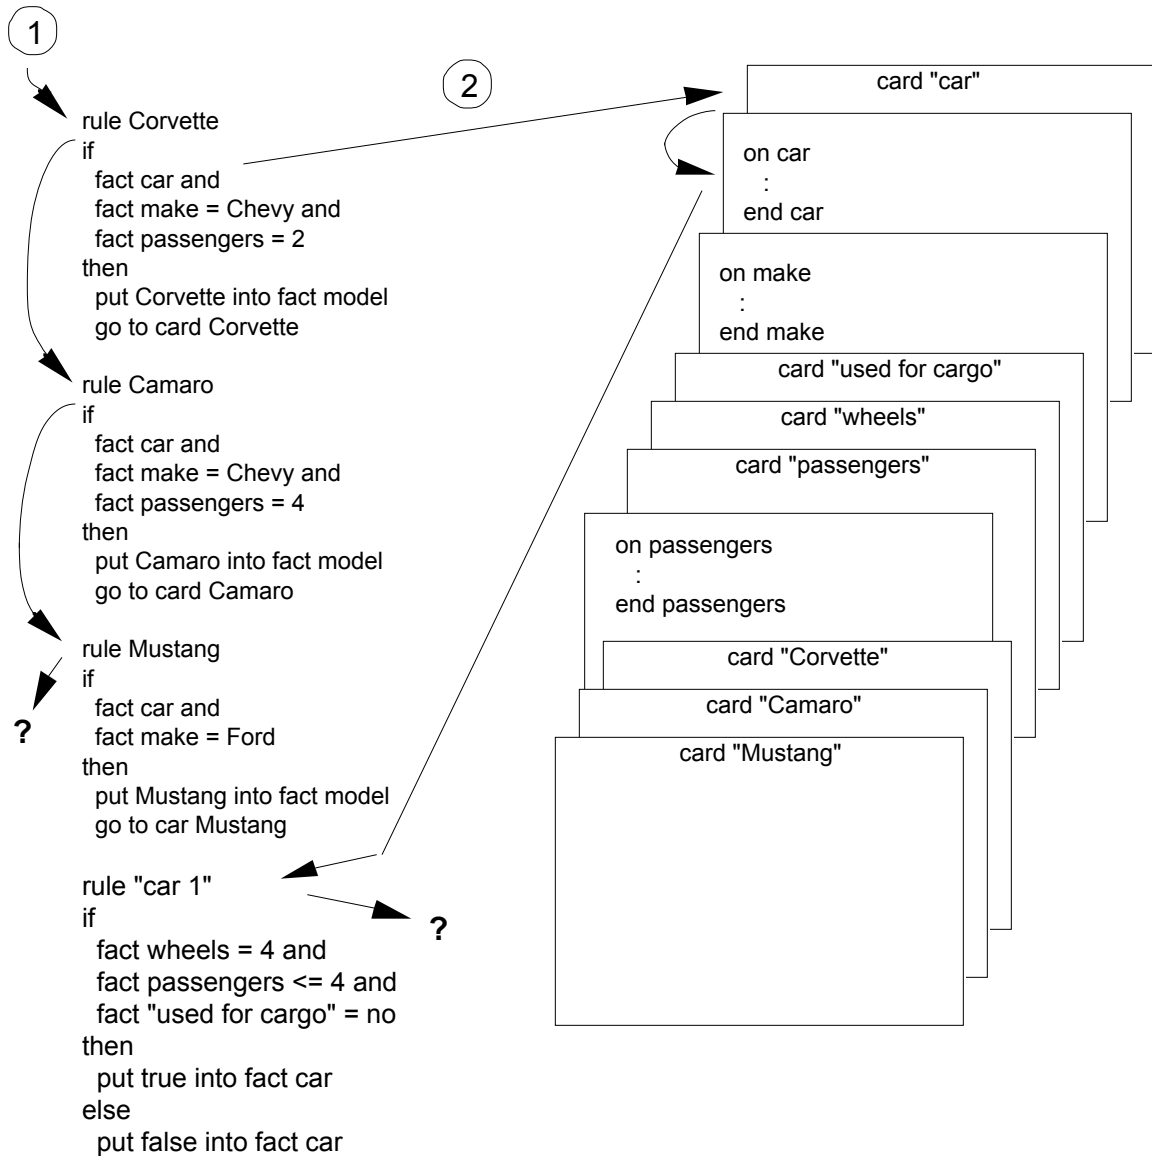 1
rule Corvette
if
fact car and
fact make = Chevy and
fact passengers = 2
then
put Corvette into fact model
go to card Corvette
rule Camaro
if
fact car and
fact make = Chevy and
fact passengers = 4
then
put Camaro into fact model
go to card Camaro
rule Mustang
if
fact car and
fact make = Ford
then
put Mustang into fact model
go to car Mustang
?
rule "car 1"
if
fact wheels = 4 and
fact passengers <= 4 and
fact "used for cargo" = no
then
put true into fact car
else
put false into fact car
?
2
card "car"
on car
:
end car
on make
:
end make
card "used for cargo"
card "wheels"
card "passengers"
on passengers
:
end passengers
card "Corvette"
card "Camaro"
card "Mustang"